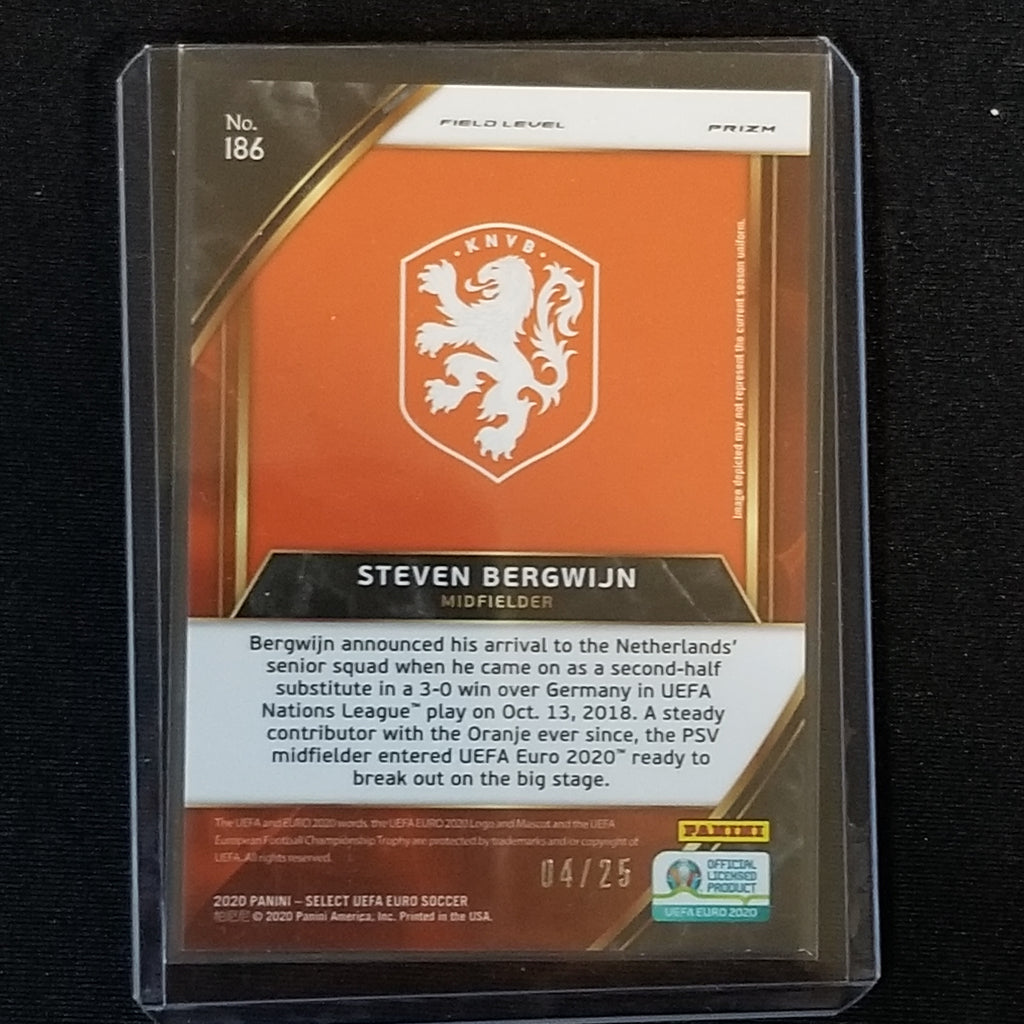 No.
186
FIELD LEVEL
PRIZM
KNVB
Image depicted may not represent the current season uniform.
STEVEN BERGWIJN
MIDFIELDER
Bergwijn announced his arrival to the Netherlands'
senior squad when he came on as a second-half
substitute in a 3-0 win over Germany in UEFA
Nations League™ play on Oct. 13, 2018. A steady
contributor with the Oranje ever since, the PSV
midfielder entered UEFA Euro 2020™ ready to
break out on the big stage.
The UEFA and EURO 2020 words, the UEFA EURO 2020 Logo and Mascot and the UEFA
European Football Championship Trophy are protected by trademarks and/or copyright of
UEFA. All rights reserved.
04/25
PANINI
OFFICIAL
LICENSED
PRODUCT
UEFA EURO 2020
2020 PANINI – SELECT UEFA EURO SOCCER
帕尼尼 © 2020 Panini America, Inc. Printed in the USA.